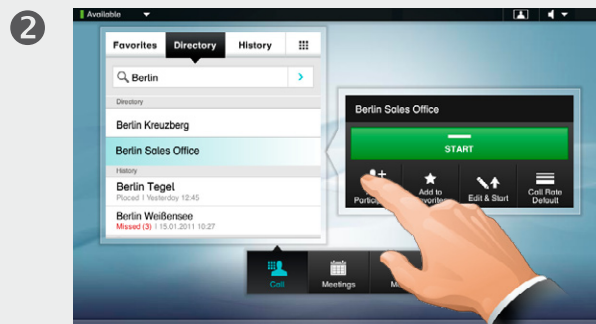 2
Available
Favorites Directory History
Berlin
Directory
Berlin Kreuzberg
Berlin Sales Office
History
Berlin Tegel
Placed I Yesterday 12:45
Berlin Weißensee
Missed (3) I 15.01.2011 10:27
Berlin Sales Office
START
Add to Edit & Start Call Rate
Default
Call Meetings